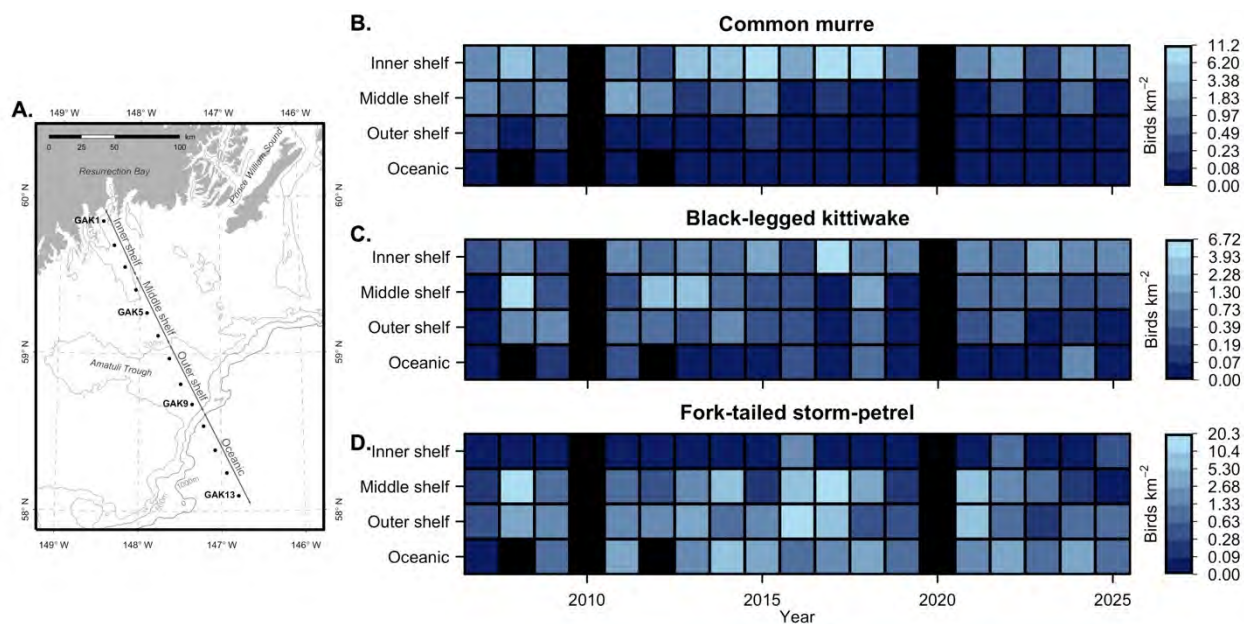 A.
149° W 148° W 147° W 146° W
0 25 50 100
km
Resurrection Bay
Prince William Sound
60° N 60° N
GAK1
Inner shelf
GAK5
Middle shelf
59° N 59° N
Amatuli Trough
Outer shelf
GAK9
Oceanic
1000m
GAK13
58° N 58° N
149° W 148° W 147° W 146° W
B.
Common murre
Inner shelf
Middle shelf
Outer shelf
Oceanic
11.2
6.20
3.38
1.83
0.97
0.49
0.23
0.08
0.00
Birds km⁻²
C.
Black-legged kittiwake
Inner shelf
Middle shelf
Outer shelf
Oceanic
6.72
3.93
2.28
1.30
0.73
0.39
0.19
0.07
0.00
Birds km⁻²
D.
Fork-tailed storm-petrel
Inner shelf
Middle shelf
Outer shelf
Oceanic
20.3
10.4
5.30
2.68
1.33
0.63
0.28
0.09
0.00
Birds km⁻²
2010 2015 2020 2025
Year